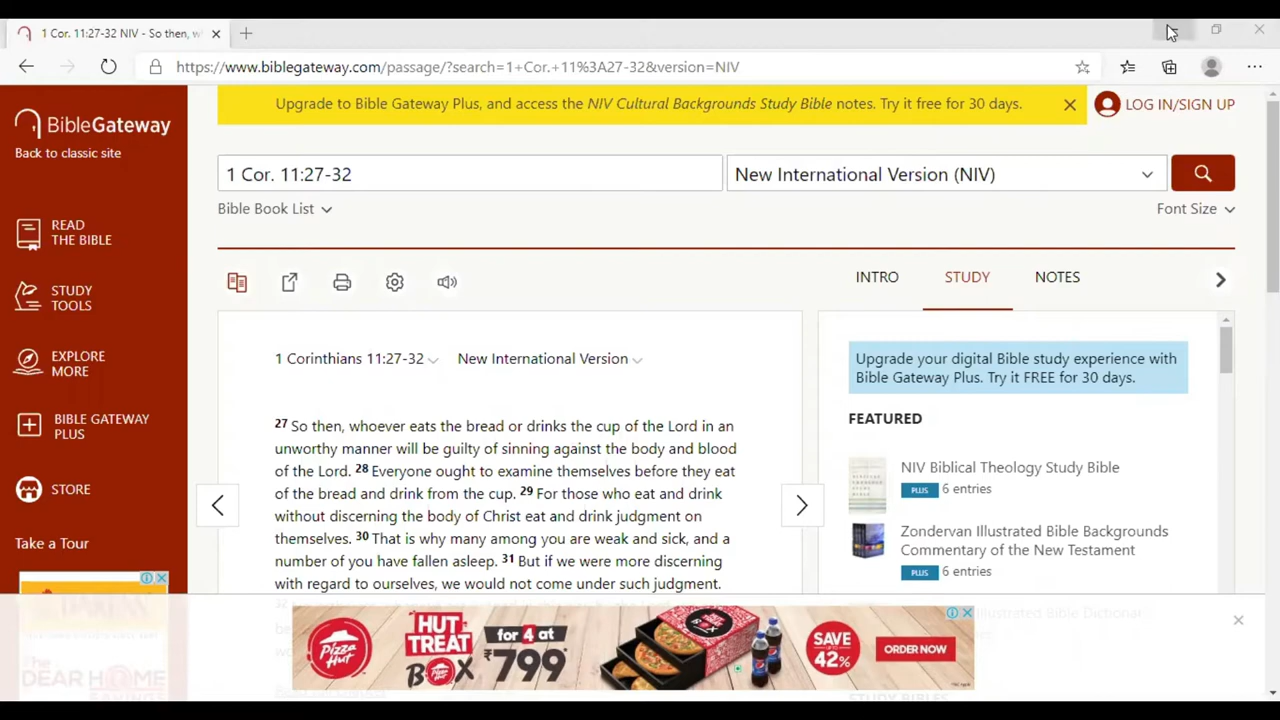 1 Cor. 11:27-32 NIV - So then, w
https://www.biblegateway.com/passage/?search=1+Cor.+11%3A27-32&version=NIV
Upgrade to Bible Gateway Plus, and access the NIV Cultural Backgrounds Study Bible notes. Try it free for 30 days.
LOG IN/SIGN UP
BibleGateway
Back to classic site
1 Cor. 11:27-32
New International Version (NIV)
Bible Book List
Font Size
READ
THE BIBLE
STUDY
TOOLS
EXPLORE
MORE
BIBLE GATEWAY
PLUS
STORE
Take a Tour
INTRO
STUDY
NOTES
1 Corinthians 11:27-32
New International Version
27 So then, whoever eats the bread or drinks the cup of the Lord in an
unworthy manner will be guilty of sinning against the body and blood
of the Lord. 28 Everyone ought to examine themselves before they eat
of the bread and drink from the cup. 29 For those who eat and drink
without discerning the body of Christ eat and drink judgment on
themselves. 30 That is why many among you are weak and sick, and a
number of you have fallen asleep. 31 But if we were more discerning
with regard to ourselves, we would not come under such judgment.
Upgrade your digital Bible study experience with
Bible Gateway Plus. Try it FREE for 30 days.
FEATURED
NIV Biblical Theology Study Bible
PLUS 6 entries
Zondervan Illustrated Bible Backgrounds
Commentary of the New Testament
PLUS 6 entries
DEAR HOME
SAVINGS
Pizza
Hut
HUT
TREAT
BOX
for 4 at
₹799
SAVE
UPTO
42%
ORDER NOW
STUDY BIBLES